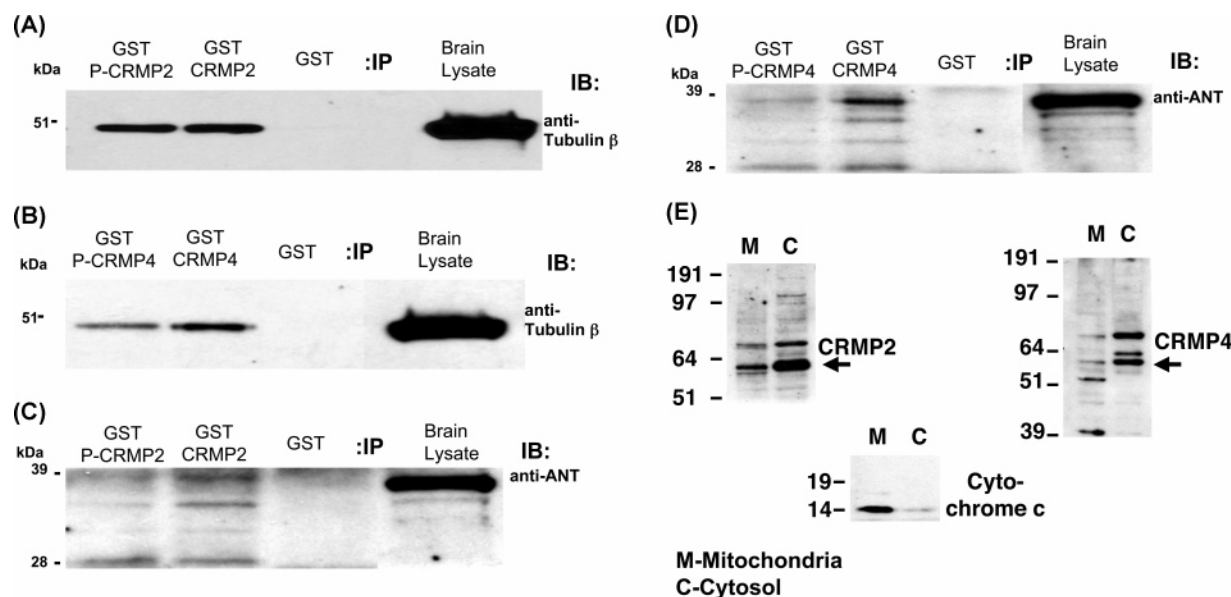 (A)
GST P-CRMP2
GST CRMP2
GST
:IP
Brain Lysate
IB:
kDa
51-
anti-Tubulin β
(B)
GST P-CRMP4
GST CRMP4
GST
:IP
Brain Lysate
IB:
kDa
51-
anti-Tubulin β
(C)
GST P-CRMP2
GST CRMP2
GST
:IP
Brain Lysate
IB:
kDa
39 -
anti-ANT
28 -
(D)
GST P-CRMP4
GST CRMP4
GST
:IP
Brain Lysate
IB:
kDa
39 -
anti-ANT
28 -
(E)
M C
191 -
97 -
64 -
51 -
CRMP2
M C
191 -
97 -
64 -
51 -
39 -
CRMP4
M C
19 -
14 -
Cyto-
chrome c
M-Mitochondria
C-Cytosol